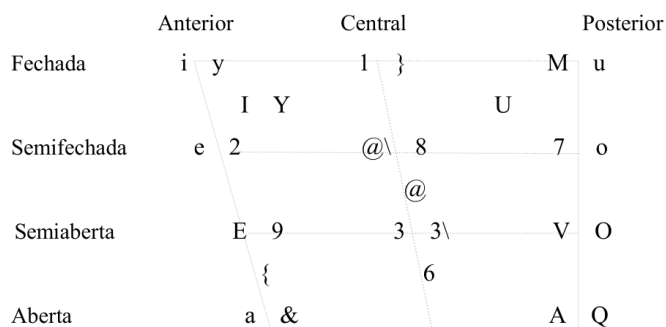 Anterior Central Posterior
Fechada i y 1 } M u
I Y U
Semifechada e 2 @\ 8 7 o
@
Semiaberta E 9 3 3\ V O
{ 6
Aberta a & A Q